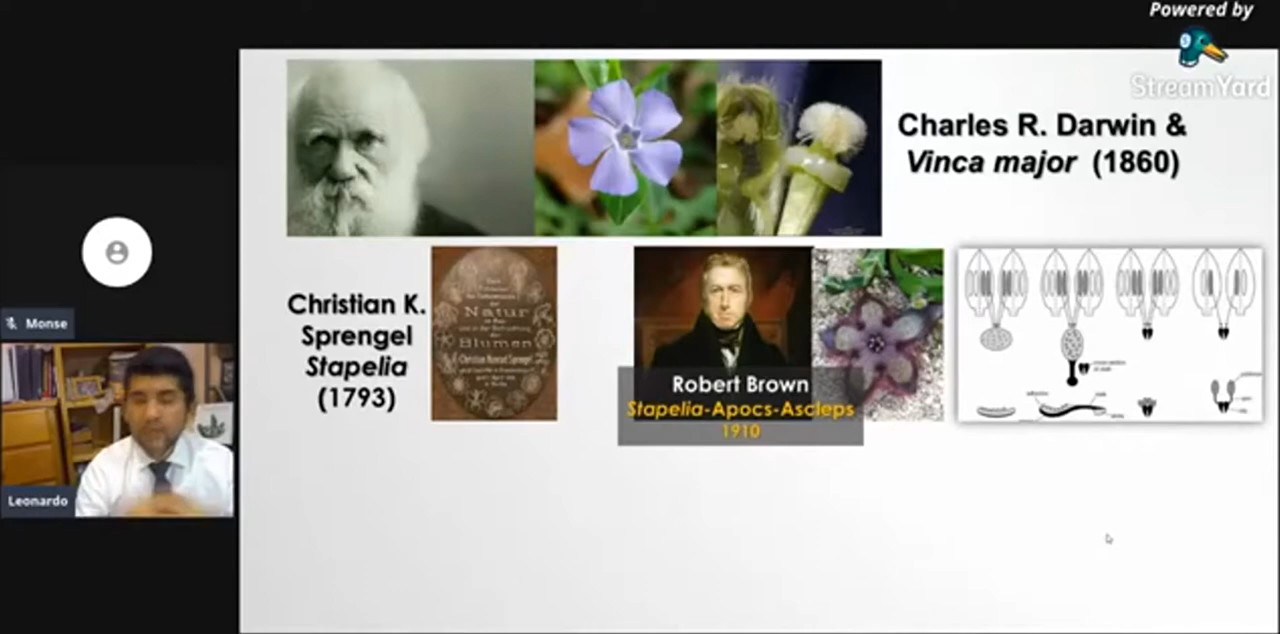 Powered by
StreamYard
Charles R. Darwin &
Vinca major (1860)
Christian K.
Sprengel
Stapelia
(1793)
Natur
Blumen
Christian Konrad Sprengel
Robert Brown
Stapelia-Apocs-Ascleps
1910
Monse
Leonardo